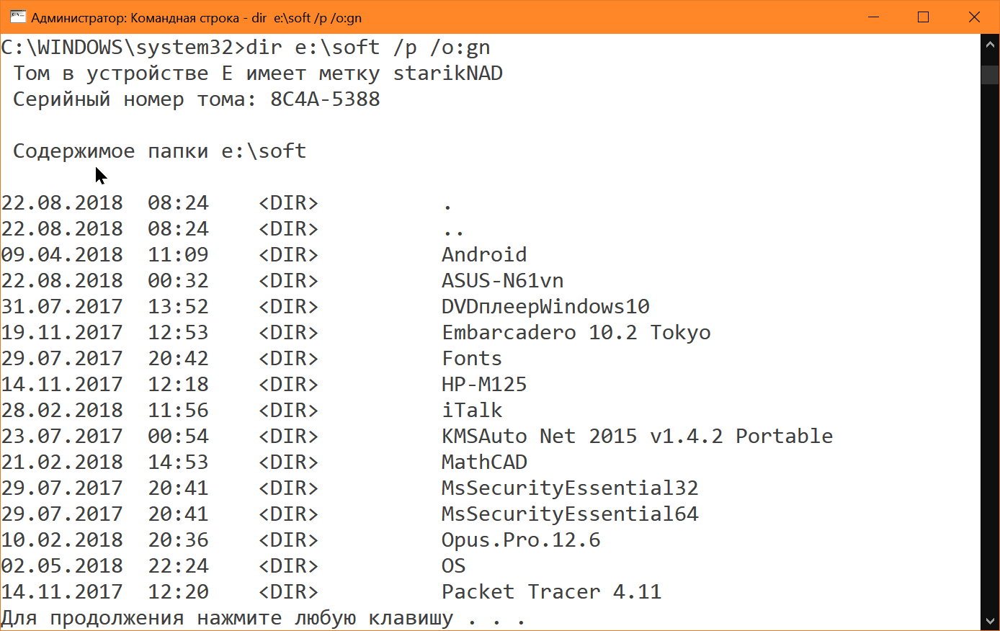 Администратор: Командная строка - dir  e:\soft /p /o:gn
C:\WINDOWS\system32>dir e:\soft /p /o:gn
 Том в устройстве E имеет метку starikNAD
 Серийный номер тома: 8C4A-5388

 Содержимое папки e:\soft

22.08.2018  08:24    <DIR>          .
22.08.2018  08:24    <DIR>          ..
09.04.2018  11:09    <DIR>          Android
22.08.2018  00:32    <DIR>          ASUS-N61vn
31.07.2017  13:52    <DIR>          DVDплеерWindows10
19.11.2017  12:53    <DIR>          Embarcadero 10.2 Tokyo
29.07.2017  20:42    <DIR>          Fonts
14.11.2017  12:18    <DIR>          HP-M125
28.02.2018  11:56    <DIR>          iTalk
23.07.2017  00:54    <DIR>          KMSAuto Net 2015 v1.4.2 Portable
21.02.2018  14:53    <DIR>          MathCAD
29.07.2017  20:41    <DIR>          MsSecurityEssential32
29.07.2017  20:41    <DIR>          MsSecurityEssential64
10.02.2018  20:36    <DIR>          Opus.Pro.12.6
02.05.2018  22:24    <DIR>          OS
14.11.2017  12:20    <DIR>          Packet Tracer 4.11
Для продолжения нажмите любую клавишу . . .